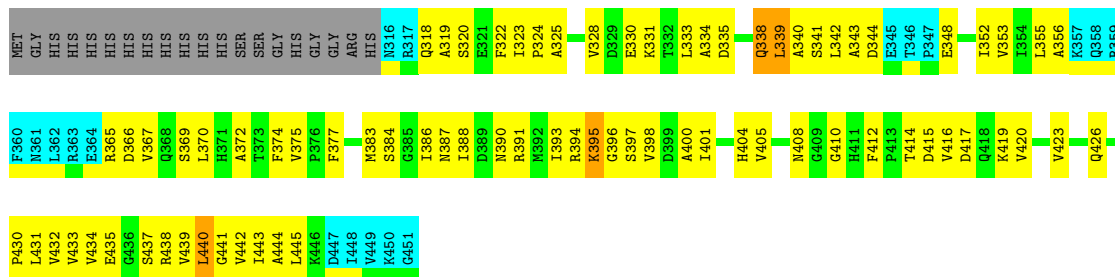 MET GLY HIS HIS HIS HIS HIS HIS HIS HIS HIS HIS SER SER GLY HIS GLY GLY ARG HIS N316 R317 Q318 A319 S320 E321 F322 I323 P324 A325 V328 D329 E330 K331 T332 L333 A334 D335 Q338 L339 A340 S341 L342 A343 D344 E345 T346 P347 E348 I352 V353 I354 L355 A356 K357 Q358
F360 N361 L362 R363 E364 R365 D366 V367 Q368 S369 L370 H371 A372 T373 F374 V375 P376 F377 M383 S384 G385 I386 N387 I388 D389 N390 R391 M392 I393 R394 K395 G396 S397 V398 D399 A400 I401 H404 V405 N408 G409 G410 H411 F412 P413 T414 D415 V416 D417 Q418 K419 V420 V423 Q426
P430 L431 V432 V433 V434 E435 G436 S437 R438 V439 L440 G441 V442 I443 A444 L445 K446 D447 I448 V449 K450 G451